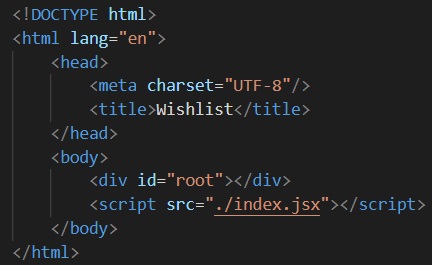 <!DOCTYPE html>
<html lang="en">
    <head>
        <meta charset="UTF-8"/>
        <title>Wishlist</title>
    </head>
    <body>
        <div id="root"></div>
        <script src="./index.jsx"></script>
    </body>
</html>